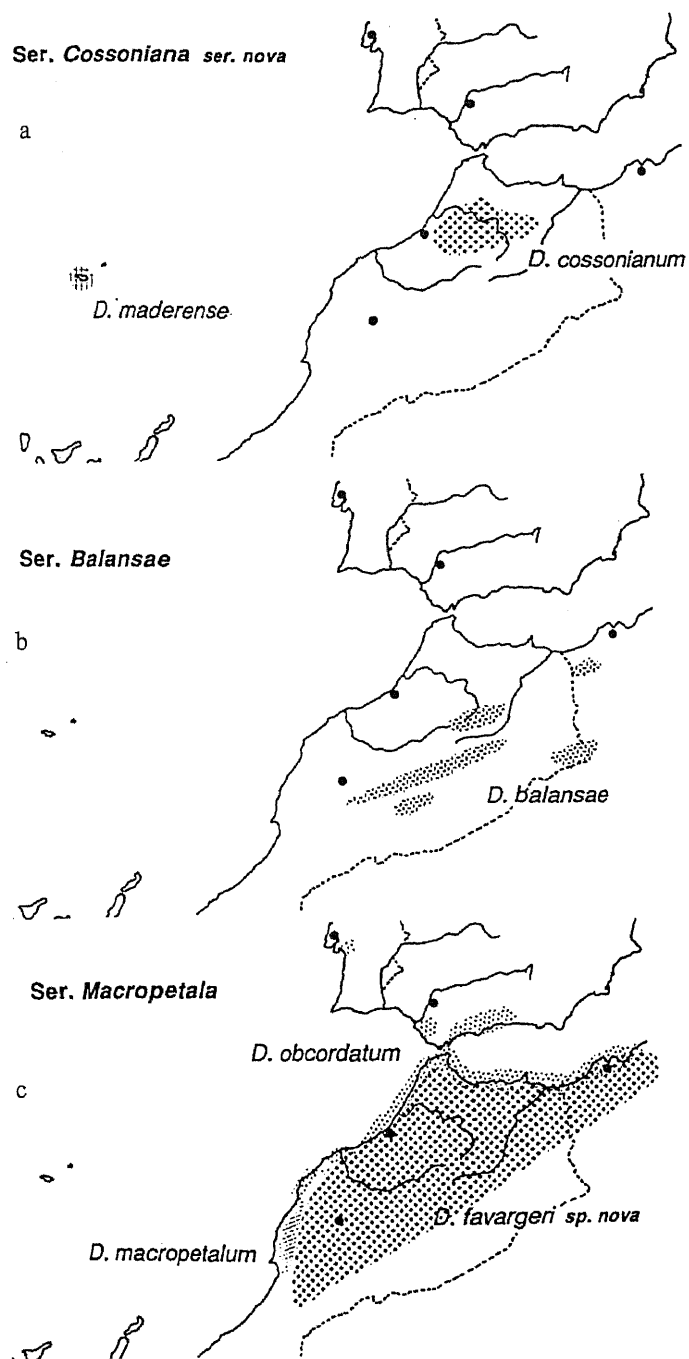 Ser. Cossoniana ser. nova
a
D. cossonianum
D. maderense
Ser. Balansae
b
D. balansae
Ser. Macropetala
D. obcordatum
c
D. favargeri sp. nova
D. macropetalum